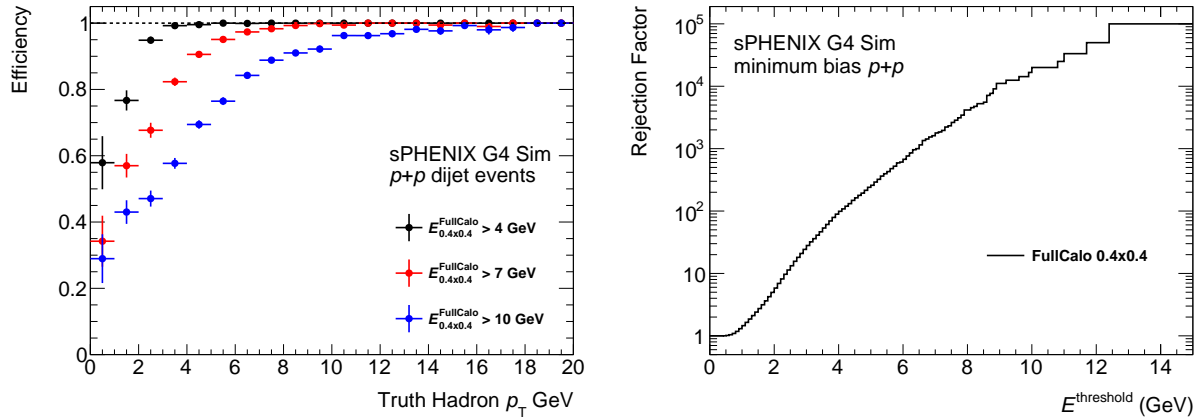 Efficiency
1
0.8
0.6
0.4
0.2
0
sPHENIX G4 Sim
p+p dijet events
E^FullCalo_0.4x0.4 > 4 GeV
E^FullCalo_0.4x0.4 > 7 GeV
E^FullCalo_0.4x0.4 > 10 GeV
0 2 4 6 8 10 12 14 16 18 20
Truth Hadron p_T GeV
Rejection Factor
10^5
10^4
10^3
10^2
10
1
sPHENIX G4 Sim
minimum bias p+p
FullCalo 0.4x0.4
0 2 4 6 8 10 12 14
E^threshold (GeV)